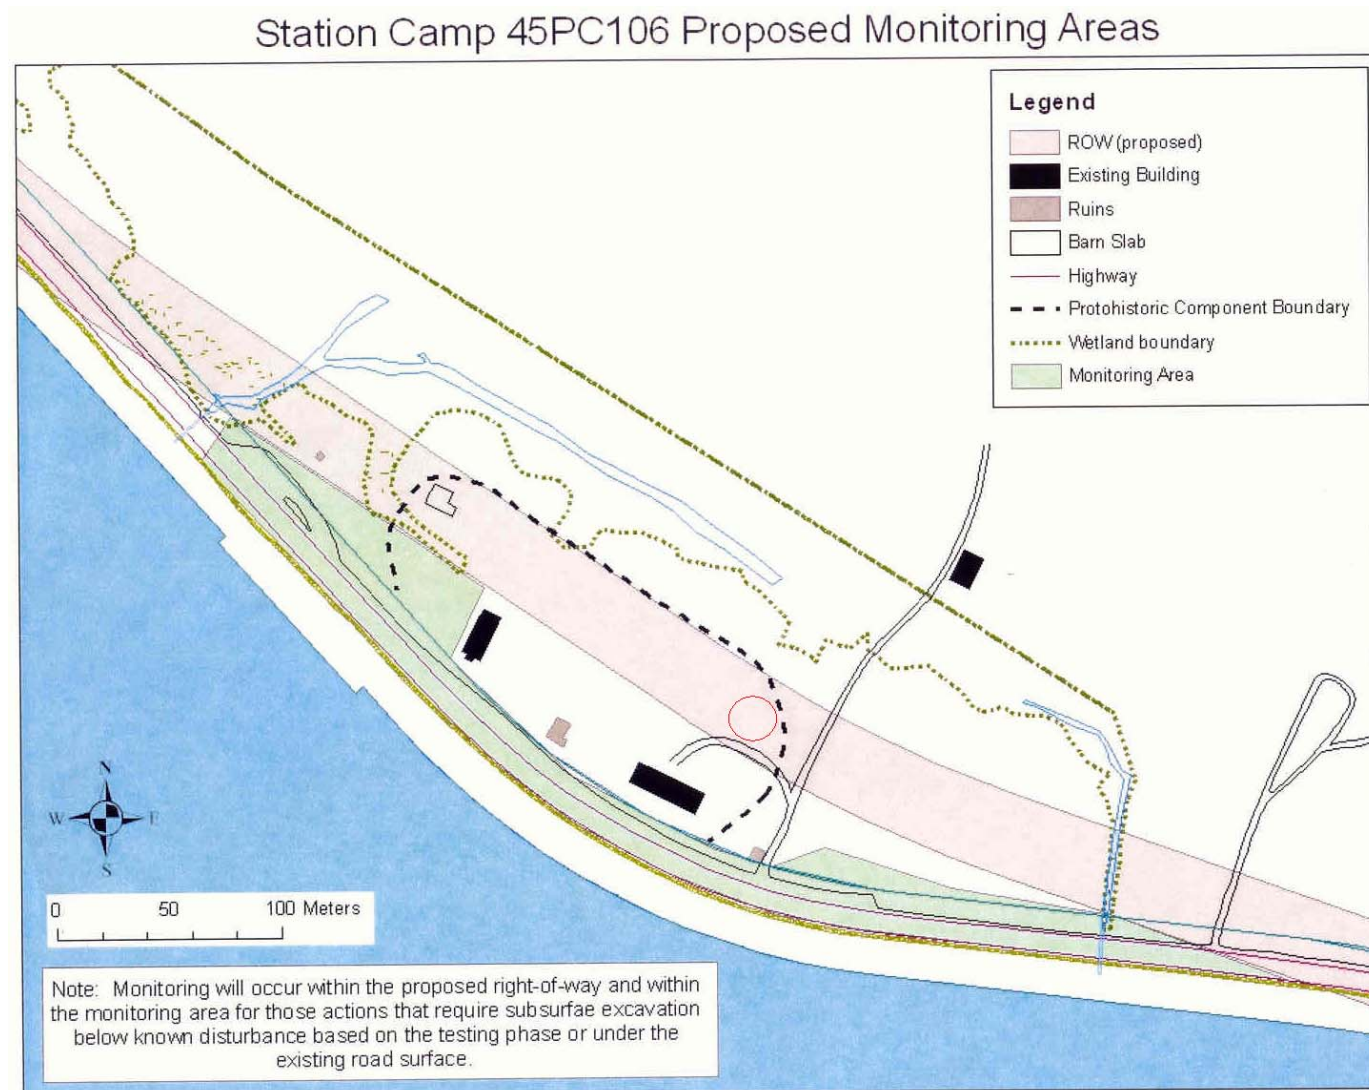 Station Camp 45PC106 Proposed Monitoring Areas
Legend
ROW (proposed)
Existing Building
Ruins
Barn Slab
Highway
Protohistoric Component Boundary
Wetland boundary
Monitoring Area
N
W E
S
0 50 100 Meters
Note: Monitoring will occur within the proposed right-of-way and within
the monitoring area for those actions that require subsurfae excavation
below known disturbance based on the testing phase or under the
existing road surface.